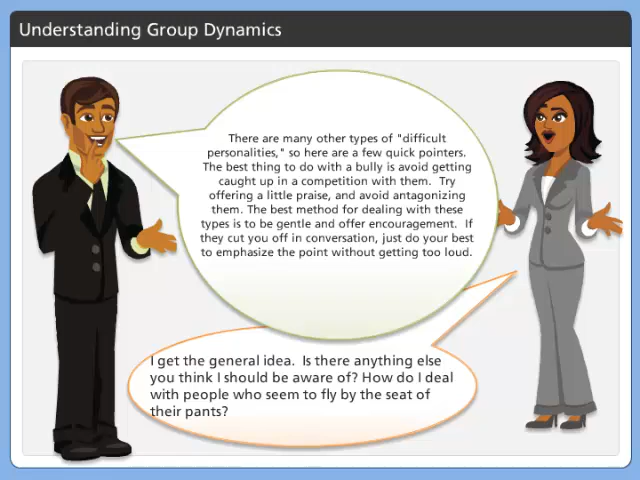 Understanding Group Dynamics
There are many other types of "difficult
personalities," so here are a few quick pointers.
The best thing to do with a bully is avoid getting
caught up in a competition with them.  Try
offering a little praise, and avoid antagonizing
them. The best method for dealing with these
types is to be gentle and offer encouragement.  If
they cut you off in conversation, just do your best
to emphasize the point without getting too loud.
I get the general idea.  Is there anything else
you think I should be aware of? How do I deal
with people who seem to fly by the seat of
their pants?